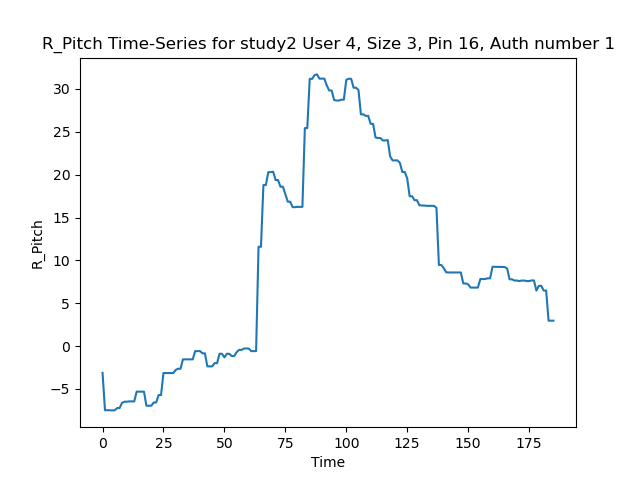 R_Pitch Time-Series for study2 User 4, Size 3, Pin 16, Auth number 1
30
25
20
15
10
5
0
−5
R_Pitch
0 25 50 75 100 125 150 175
Time